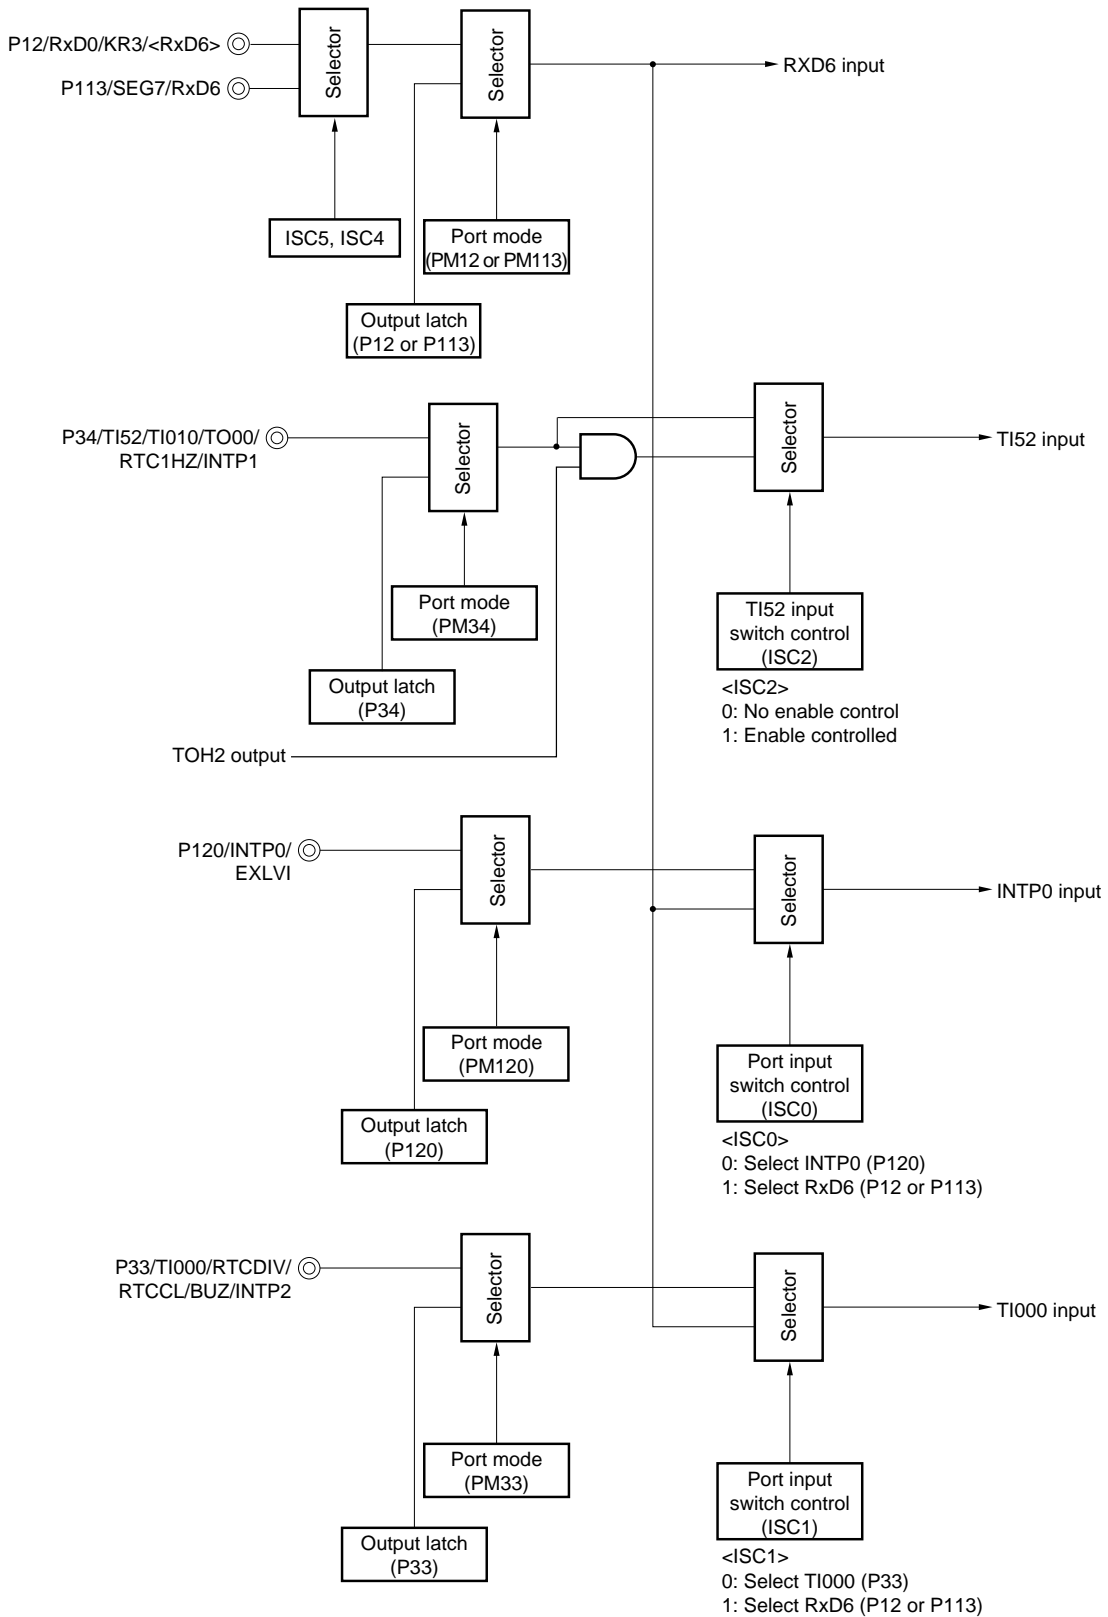 P12/RxD0/KR3/<RxD6>
P113/SEG7/RxD6
Selector
Selector
RXD6 input
ISC5, ISC4
Port mode
(PM12 or PM113)
Output latch
(P12 or P113)
P34/TI52/TI010/TO00/
RTC1HZ/INTP1
Selector
Selector
TI52 input
Port mode
(PM34)
Output latch
(P34)
TI52 input
switch control
(ISC2)
<ISC2>
0: No enable control
1: Enable controlled
TOH2 output
P120/INTP0/
EXLVI
Selector
Selector
INTP0 input
Port mode
(PM120)
Output latch
(P120)
Port input
switch control
(ISC0)
<ISC0>
0: Select INTP0 (P120)
1: Select RxD6 (P12 or P113)
P33/TI000/RTCDIV/
RTCCL/BUZ/INTP2
Selector
Selector
TI000 input
Port mode
(PM33)
Output latch
(P33)
Port input
switch control
(ISC1)
<ISC1>
0: Select TI000 (P33)
1: Select RxD6 (P12 or P113)